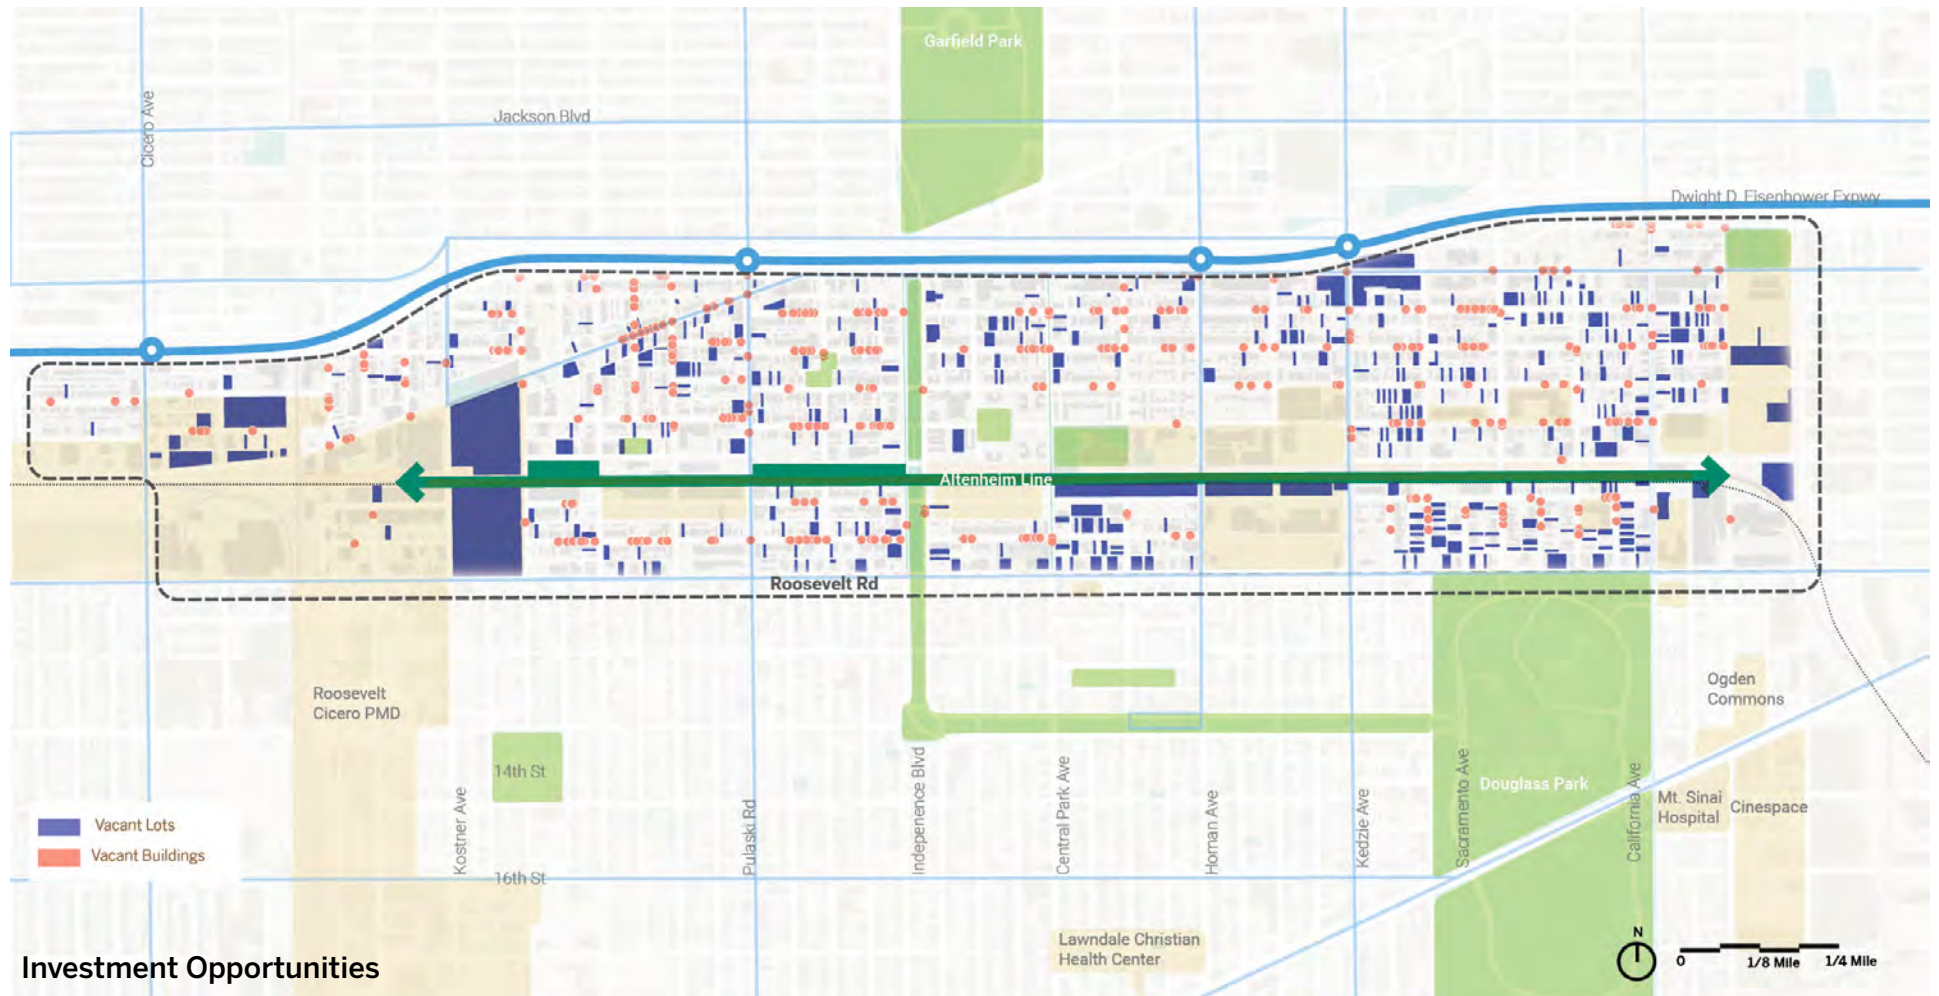 Garfield Park
Cicero Ave
Jackson Blvd
Dwight D. Eisenhower Expwy
Altenheim Line
Roosevelt Rd
Roosevelt
Cicero PMD
Ogden
Commons
14th St
Kostner Ave
Pulaski Rd
Indepenence Blvd
Central Park Ave
Homan Ave
Kedzie Ave
Sacramento Ave
California Ave
Douglass Park
Mt. Sinai
Hospital
Cinespace
Vacant Lots
Vacant Buildings
16th St
Lawndale Christian
Health Center
N
0
1/8 Mile
1/4 Mile
Investment Opportunities